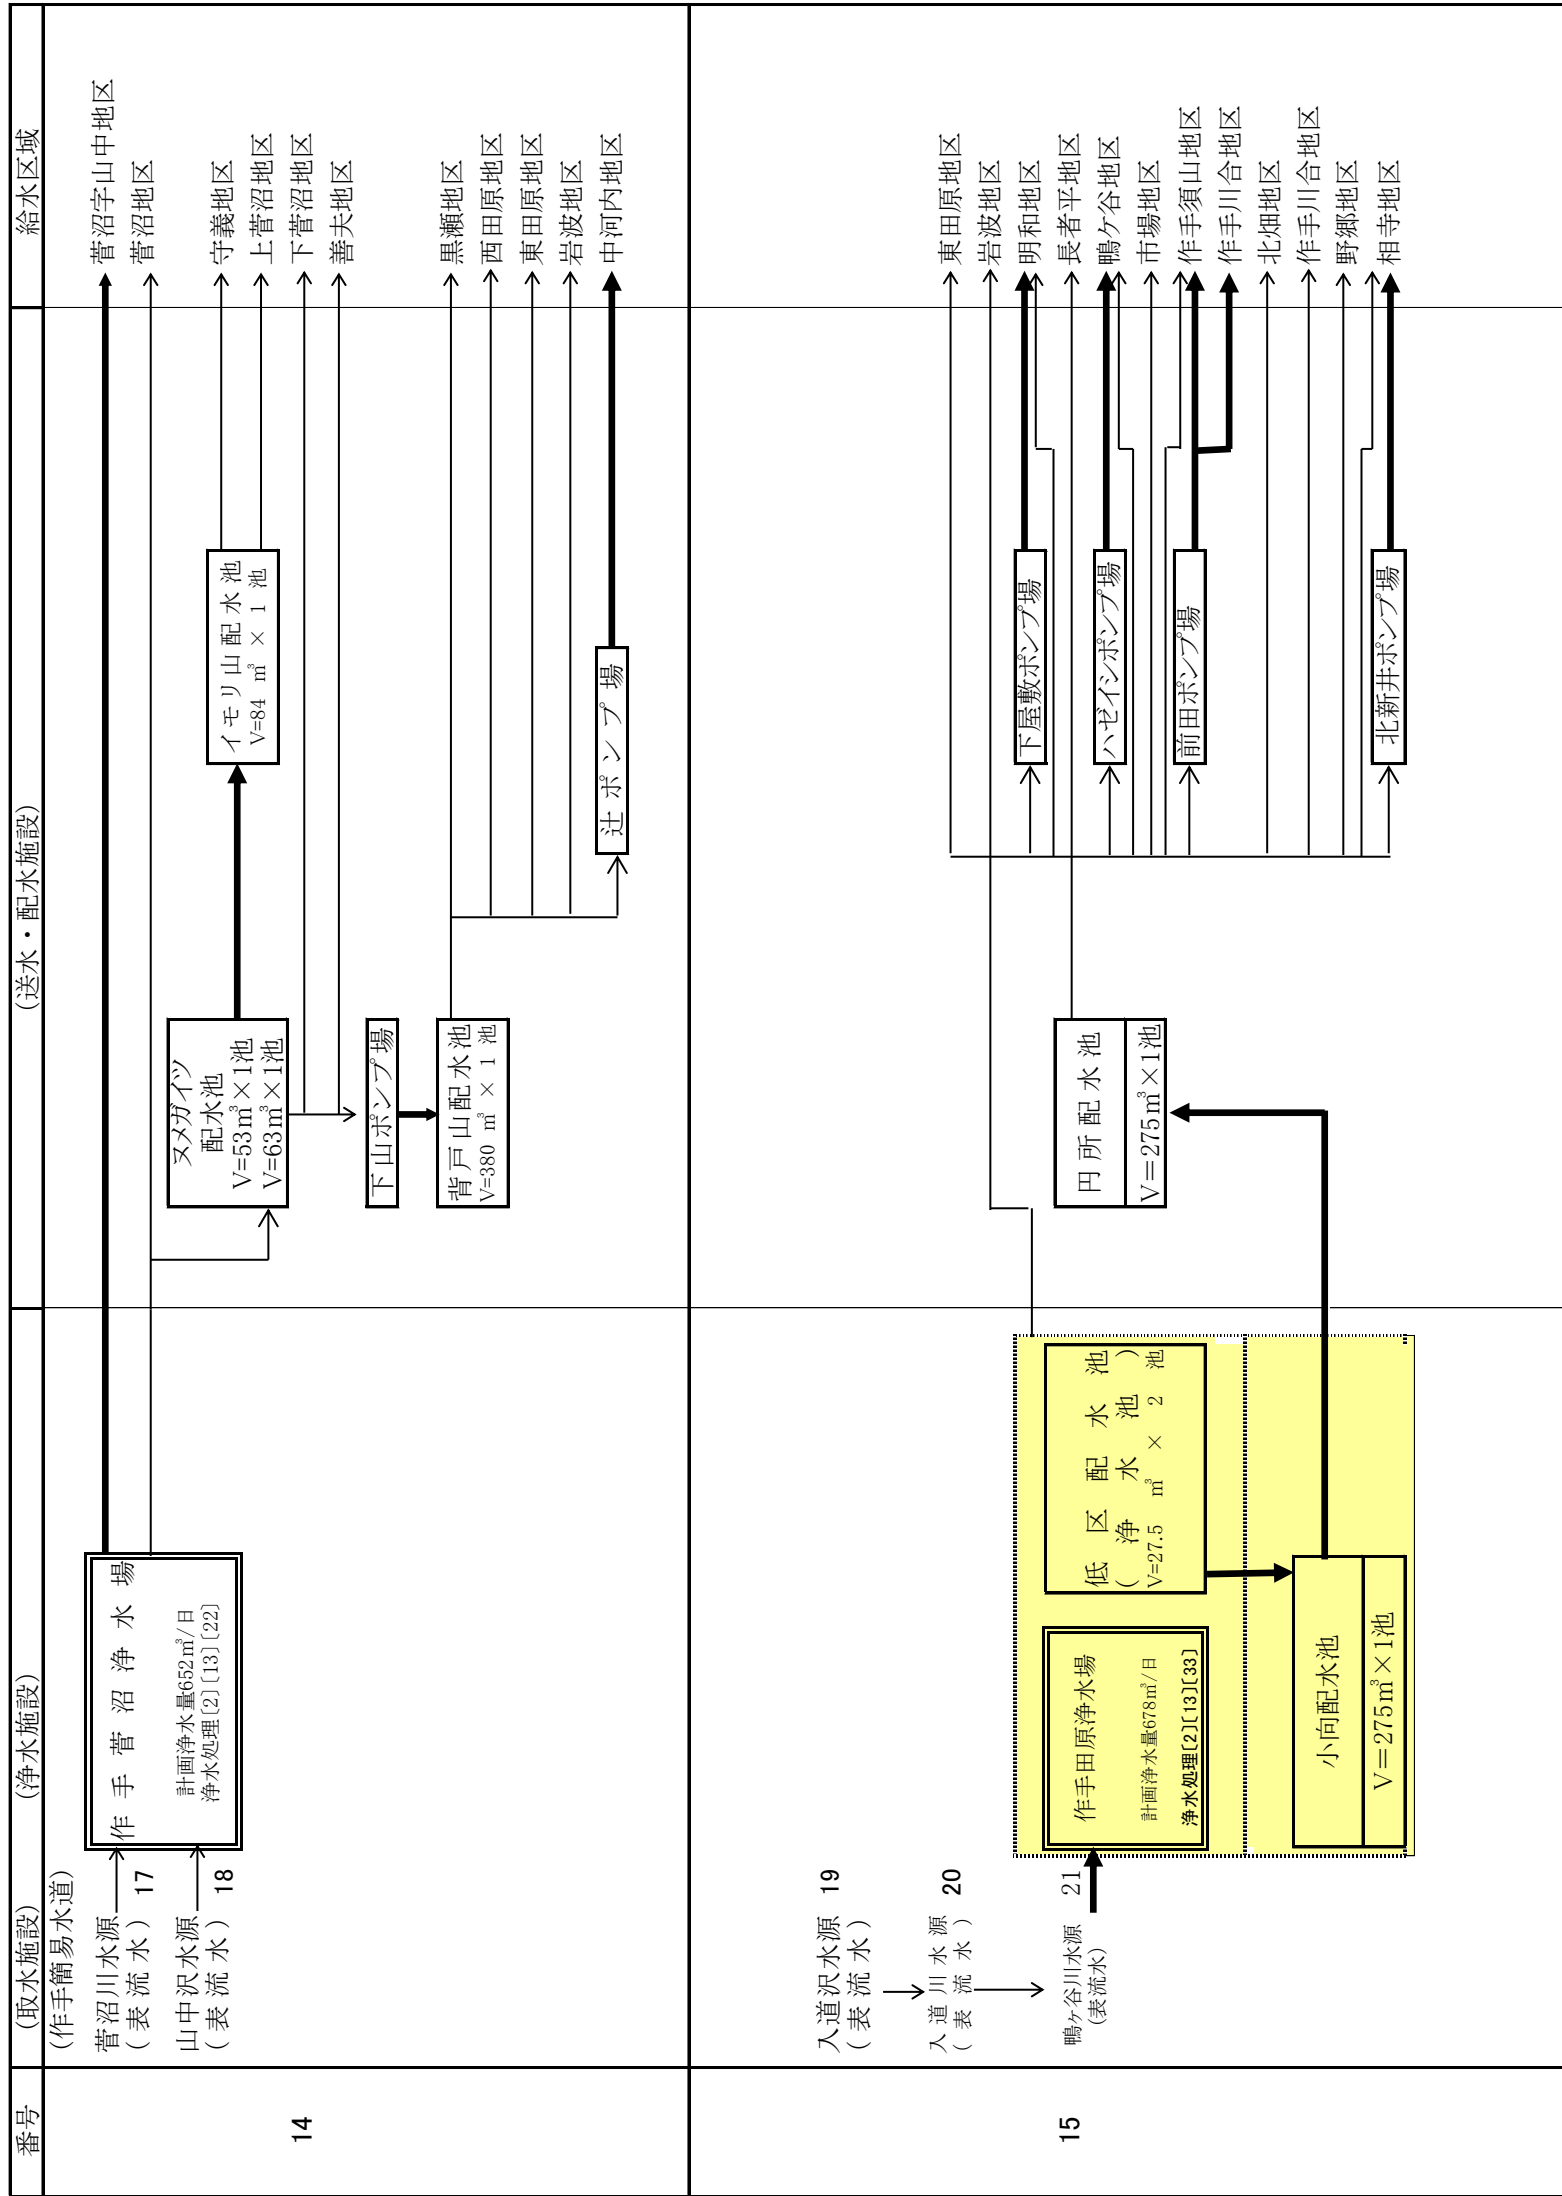 番号
(取水施設)
(浄水施設)
(送水・配水施設)
給水区域
14
(作手簡易水道)
菅沼川水源
(表流水)
17
山中沢水源
(表流水)
18
作手菅沼浄水場
計画浄水量652㎥/日
浄水処理[2][13][22]
ヌメガイツ
配水池
V=53㎥×1池
V=63㎥×1池
イモリ山配水池
V=84 ㎥ × 1 池
下山ポンプ場
背戸山配水池
V=380 ㎥ × 1 池
辻ポンプ場
菅沼字山中地区
菅沼地区
守義地区
上菅沼地区
下菅沼地区
善夫地区
黒瀬地区
西田原地区
東田原地区
岩波地区
中河内地区
15
入道沢水源
(表流水)
19
入道川水源
(表流水)
20
鴨ヶ谷川水源
(表流水)
21
作手田原浄水場
計画浄水量678㎥/日
浄水処理[2][13][33]
低区配水池
(浄水池)
V=27.5 ㎥ × 2 池
小向配水池
V=275㎥×1池
円所配水池
V=275㎥×1池
下屋敷ポンプ場
ハゼイシポンプ場
前田ポンプ場
北新井ポンプ場
東田原地区
岩波地区
明和地区
長者平地区
鴨ケ谷地区
市場地区
作手須山地区
作手川合地区
北畑地区
作手川合地区
野郷地区
相寺地区